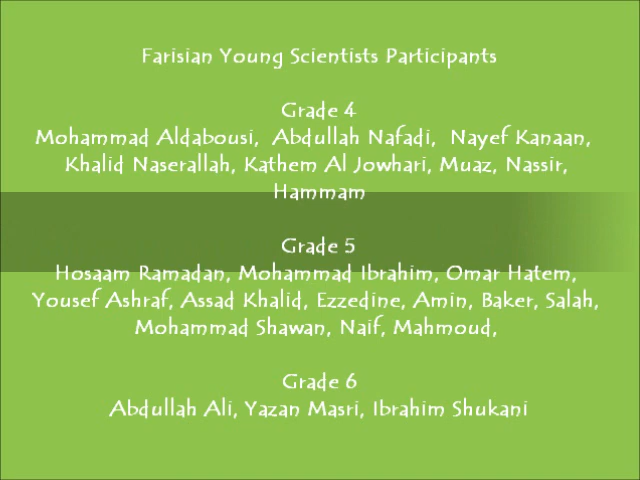 Farisian Young Scientists Participants
Grade 4
Mohammad Aldabousi, Abdullah Nafadi, Nayef Kanaan,
Khalid Naserallah, Kathem Al Jowhari, Muaz, Nassir,
Hammam
Grade 5
Hosaam Ramadan, Mohammad Ibrahim, Omar Hatem,
Yousef Ashraf, Assad Khalid, Ezzedine, Amin, Baker, Salah,
Mohammad Shawan, Naif, Mahmoud,
Grade 6
Abdullah Ali, Yazan Masri, Ibrahim Shukani